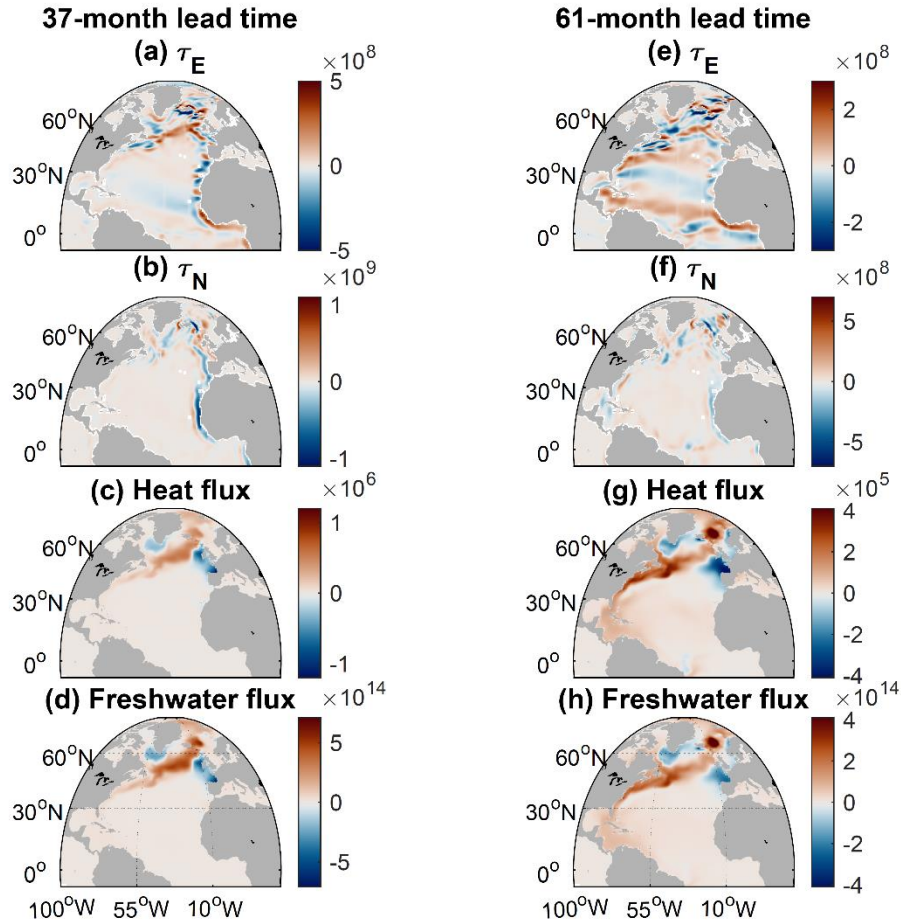 37-month lead time
(a) τE
×10^8
5
0
-5
60°N
30°N
0°
(b) τN
×10^9
1
0
-1
60°N
30°N
0°
(c) Heat flux
×10^6
1
0
-1
60°N
30°N
0°
(d) Freshwater flux
×10^14
5
0
-5
60°N
30°N
0°
100°W 55°W 10°W
61-month lead time
(e) τE
×10^8
2
0
-2
60°N
30°N
0°
(f) τN
×10^8
5
0
-5
60°N
30°N
0°
(g) Heat flux
×10^5
4
2
0
-2
-4
60°N
30°N
0°
(h) Freshwater flux
×10^14
4
2
0
-2
-4
60°N
30°N
0°
100°W 55°W 10°W